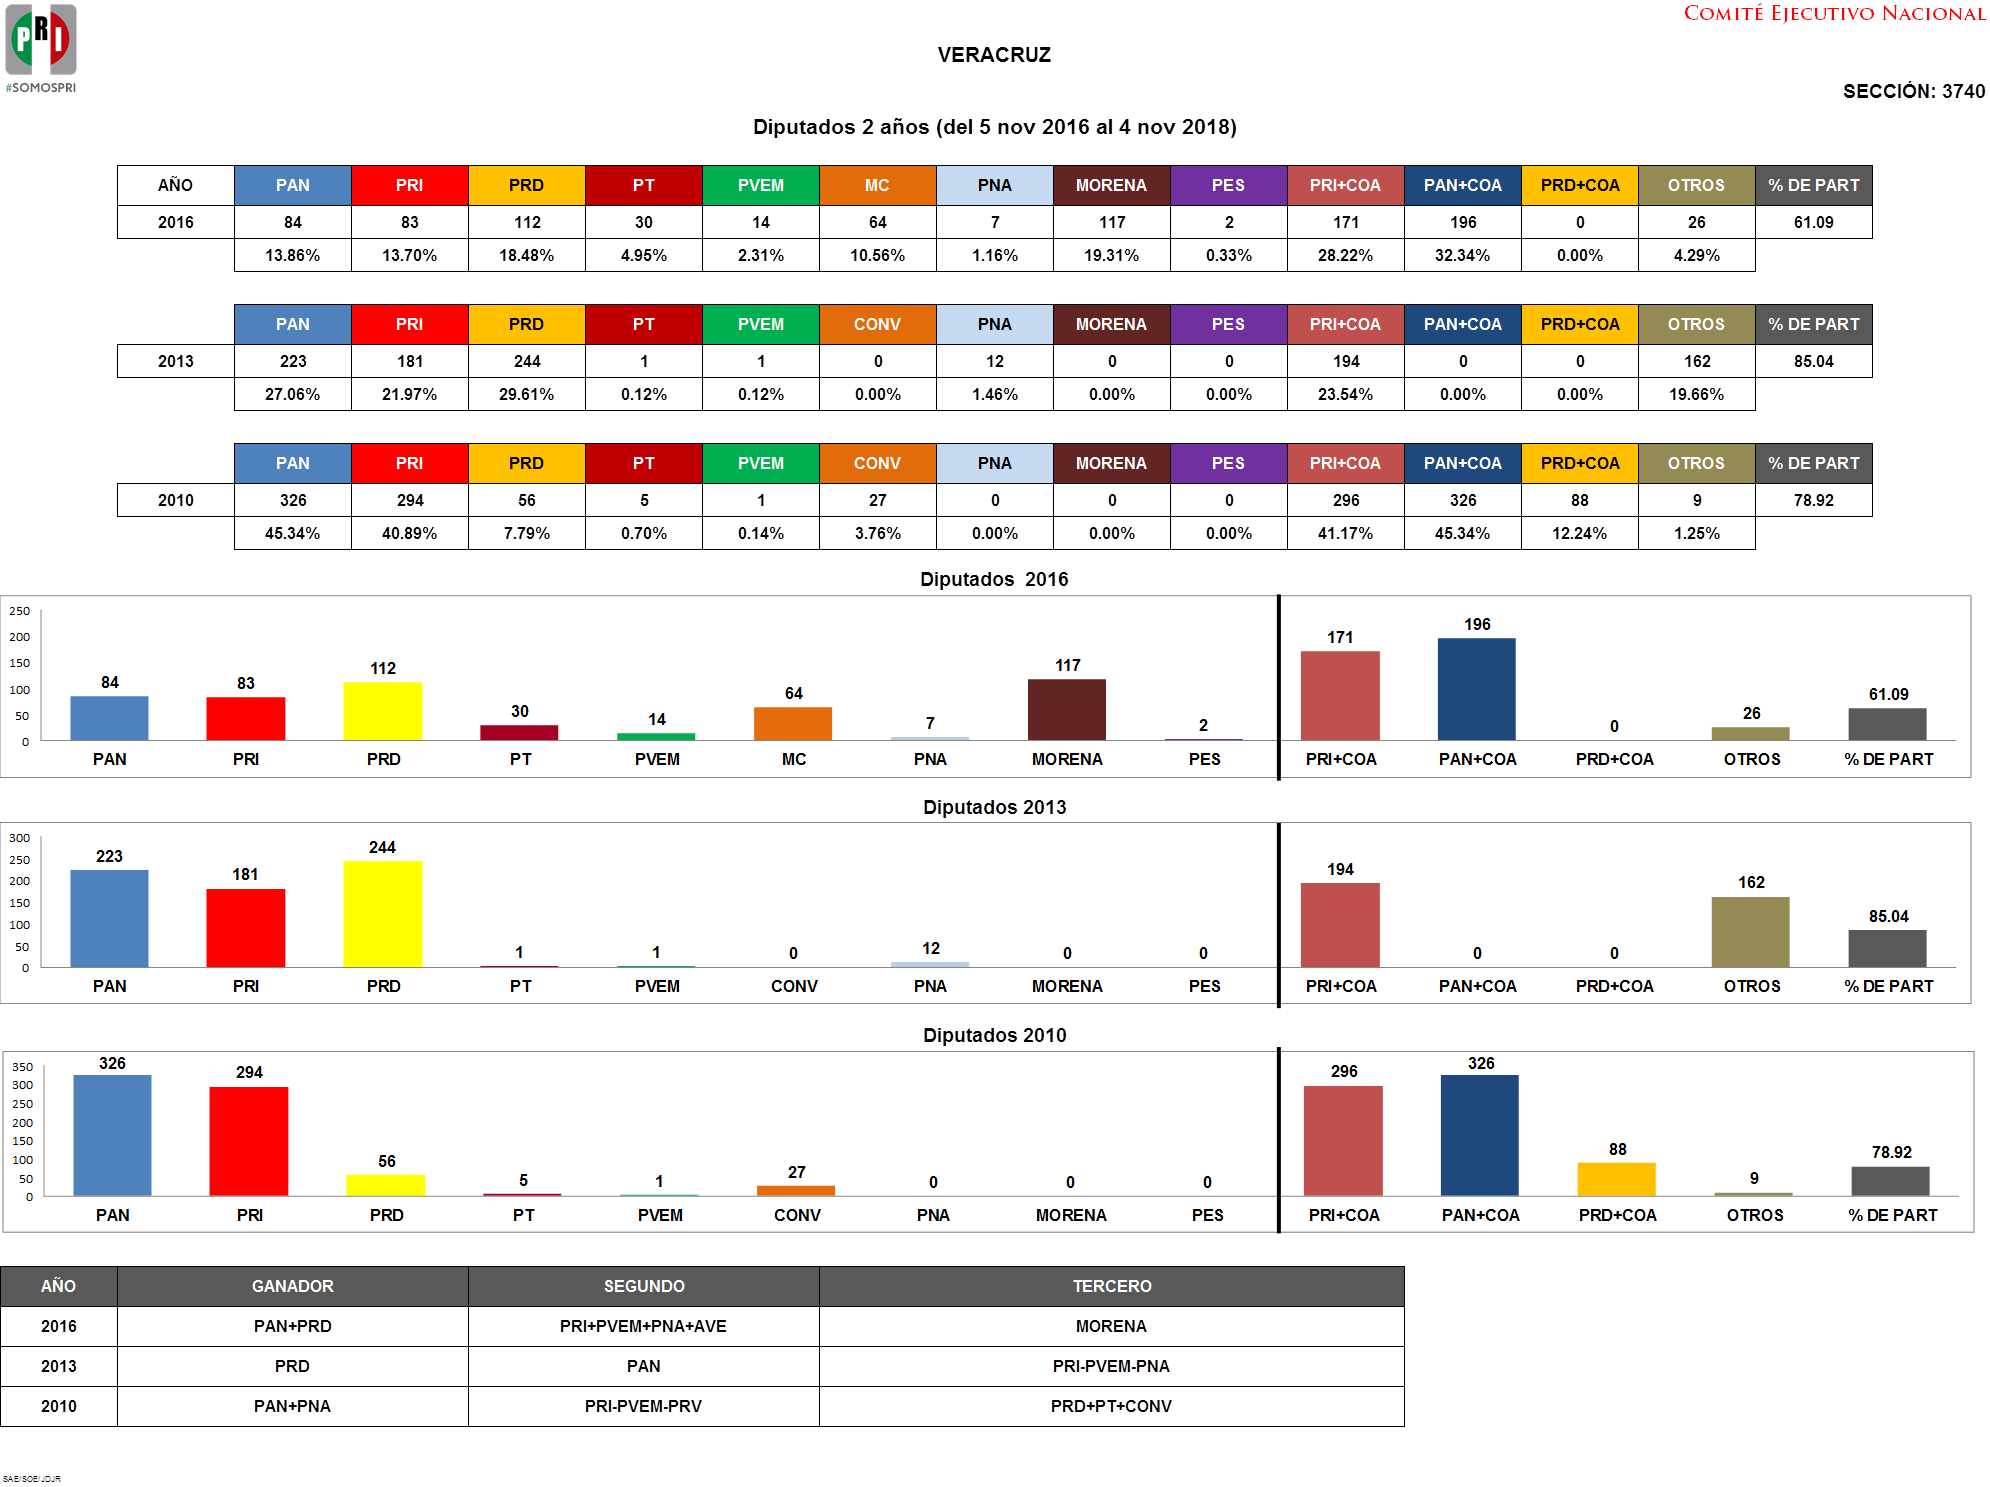 PRI
#SOMOSPRI
COMITÉ EJECUTIVO NACIONAL
VERACRUZ
SECCIÓN: 3740
Diputados 2 años (del 5 nov 2016 al 4 nov 2018)
AÑO PAN PRI PRD PT PVEM MC PNA MORENA PES PRI+COA PAN+COA PRD+COA OTROS % DE PART
2016 84 83 112 30 14 64 7 117 2 171 196 0 26 61.09
13.86% 13.70% 18.48% 4.95% 2.31% 10.56% 1.16% 19.31% 0.33% 28.22% 32.34% 0.00% 4.29%
PAN PRI PRD PT PVEM CONV PNA MORENA PES PRI+COA PAN+COA PRD+COA OTROS % DE PART
2013 223 181 244 1 1 0 12 0 0 194 0 0 162 85.04
27.06% 21.97% 29.61% 0.12% 0.12% 0.00% 1.46% 0.00% 0.00% 23.54% 0.00% 0.00% 19.66%
PAN PRI PRD PT PVEM CONV PNA MORENA PES PRI+COA PAN+COA PRD+COA OTROS % DE PART
2010 326 294 56 5 1 27 0 0 0 296 326 88 9 78.92
45.34% 40.89% 7.79% 0.70% 0.14% 3.76% 0.00% 0.00% 0.00% 41.17% 45.34% 12.24% 1.25%
Diputados  2016
250
200
150
100
50
0
84 83 112 30 14 64 7 117 2 171 196 0 26 61.09
PAN PRI PRD PT PVEM MC PNA MORENA PES PRI+COA PAN+COA PRD+COA OTROS % DE PART
Diputados 2013
300
250
200
150
100
50
0
223 181 244 1 1 0 12 0 0 194 0 0 162 85.04
PAN PRI PRD PT PVEM CONV PNA MORENA PES PRI+COA PAN+COA PRD+COA OTROS % DE PART
Diputados 2010
350
300
250
200
150
100
50
0
326 294 56 5 1 27 0 0 0 296 326 88 9 78.92
PAN PRI PRD PT PVEM CONV PNA MORENA PES PRI+COA PAN+COA PRD+COA OTROS % DE PART
AÑO GANADOR SEGUNDO TERCERO
2016 PAN+PRD PRI+PVEM+PNA+AVE MORENA
2013 PRD PAN PRI-PVEM-PNA
2010 PAN+PNA PRI-PVEM-PRV PRD+PT+CONV
SAE/SOE/JDJR